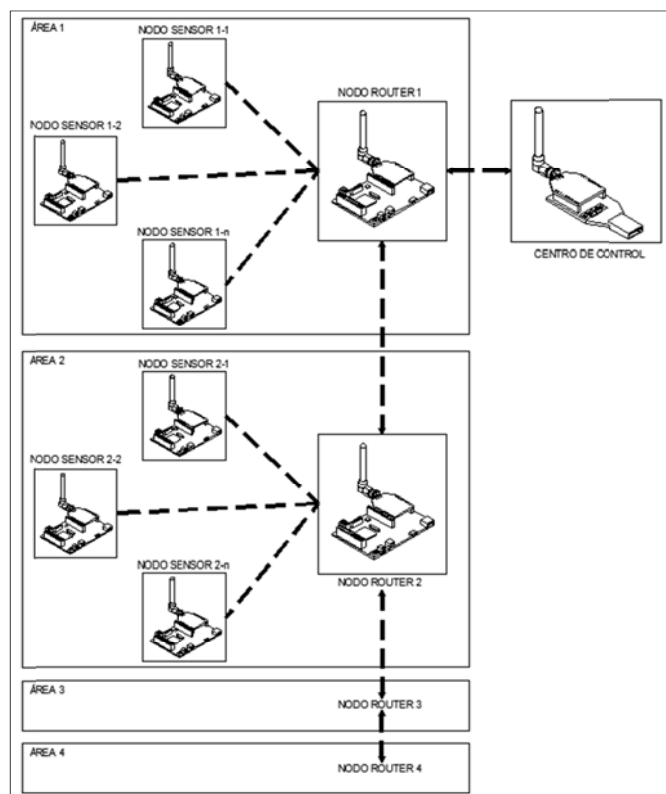 ÁREA 1
NODO SENSOR 1-1
NODO ROUTER 1
NODO SENSOR 1-2
NODO SENSOR 1-n
CENTRO DE CONTROL
ÁREA 2
NODO SENSOR 2-1
NODO SENSOR 2-2
NODO SENSOR 2-n
NODO ROUTER 2
ÁREA 3
NODO ROUTER 3
ÁREA 4
NODO ROUTER 4